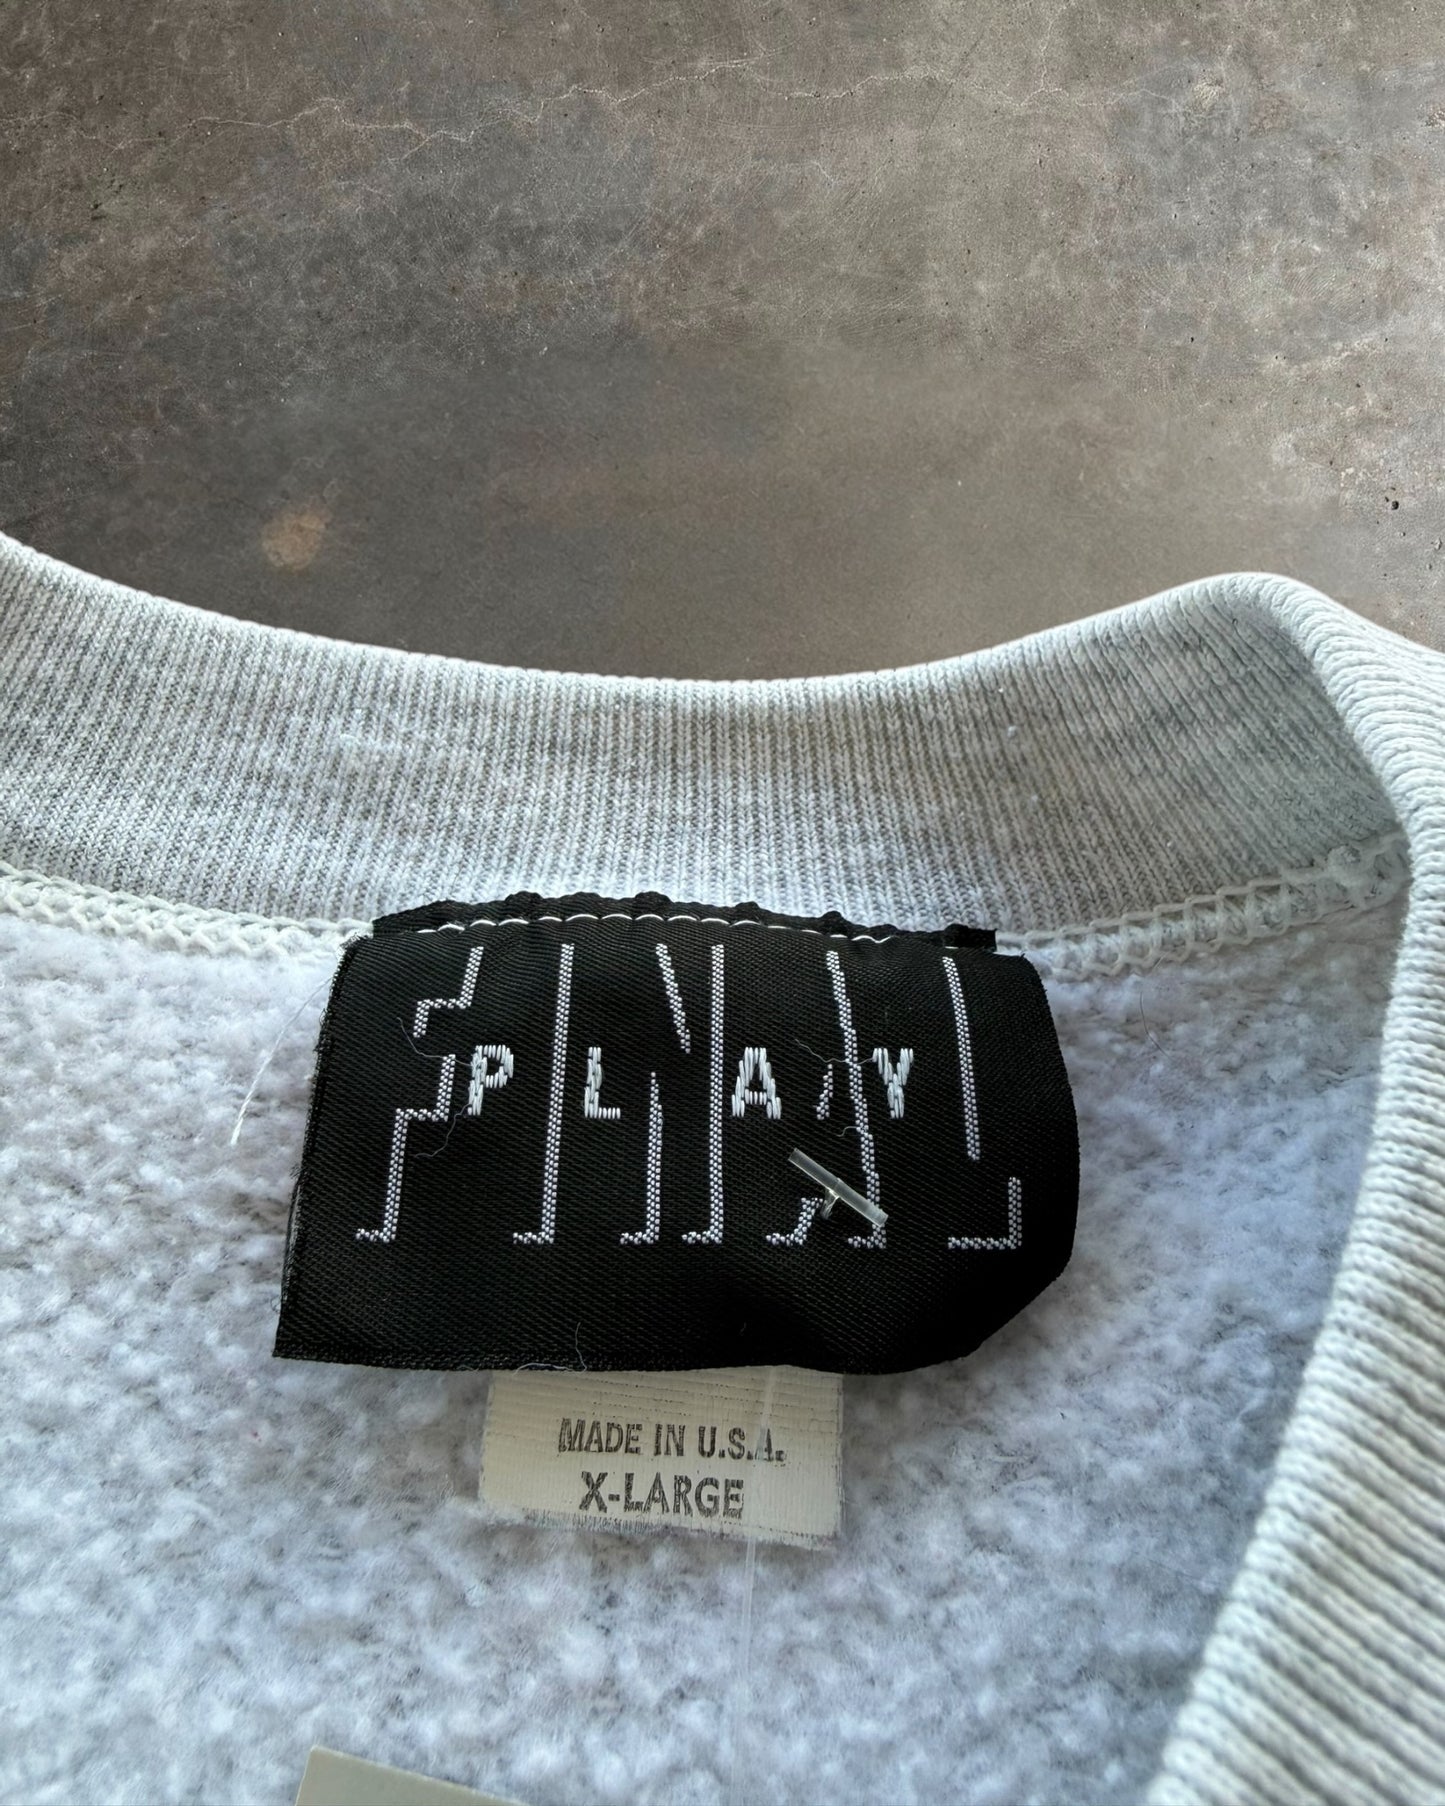 FINAL
PLAY
MADE IN U.S.A.
X-LARGE